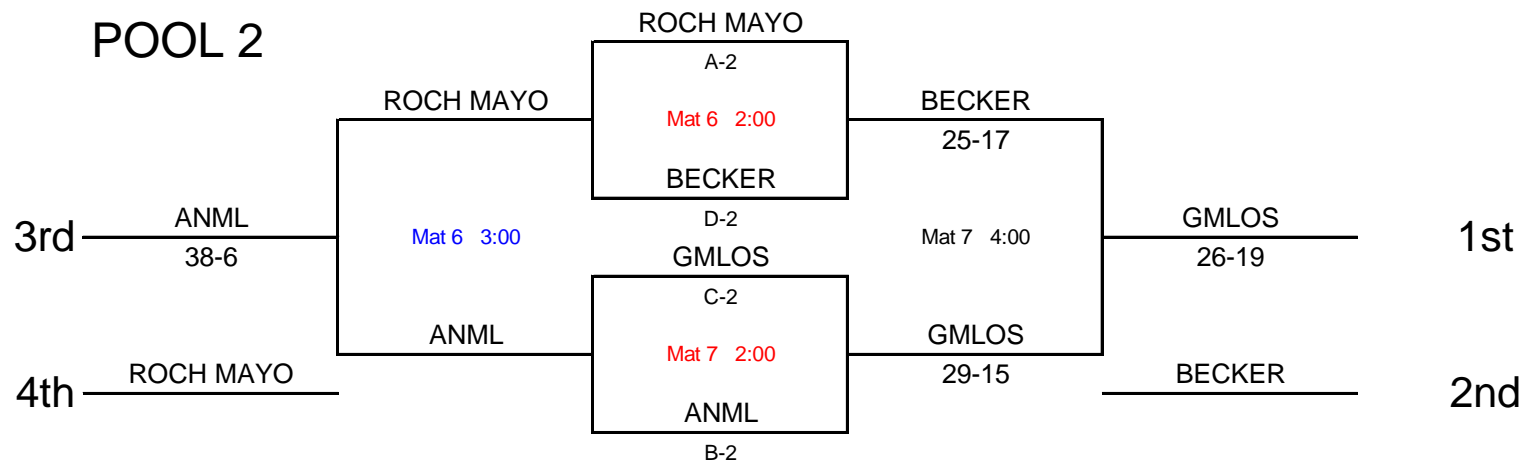 POOL 2
ROCH MAYO
A-2
ROCH MAYO
Mat 6 2:00
BECKER
25-17
BECKER
D-2
3rd
ANML
38-6
Mat 6 3:00
Mat 7 4:00
GMLOS
26-19
1st
GMLOS
C-2
ANML
Mat 7 2:00
GMLOS
29-15
4th
ROCH MAYO
ANML
B-2
BECKER
2nd